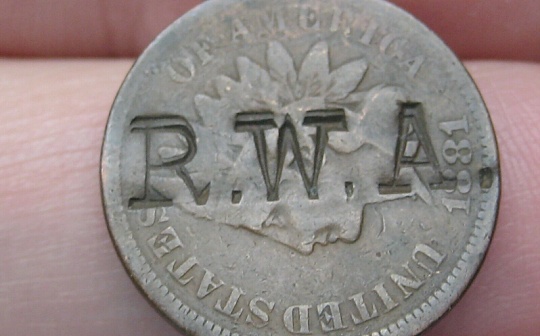 OF AMERICA
R.W.A
1881
UNITED STATES